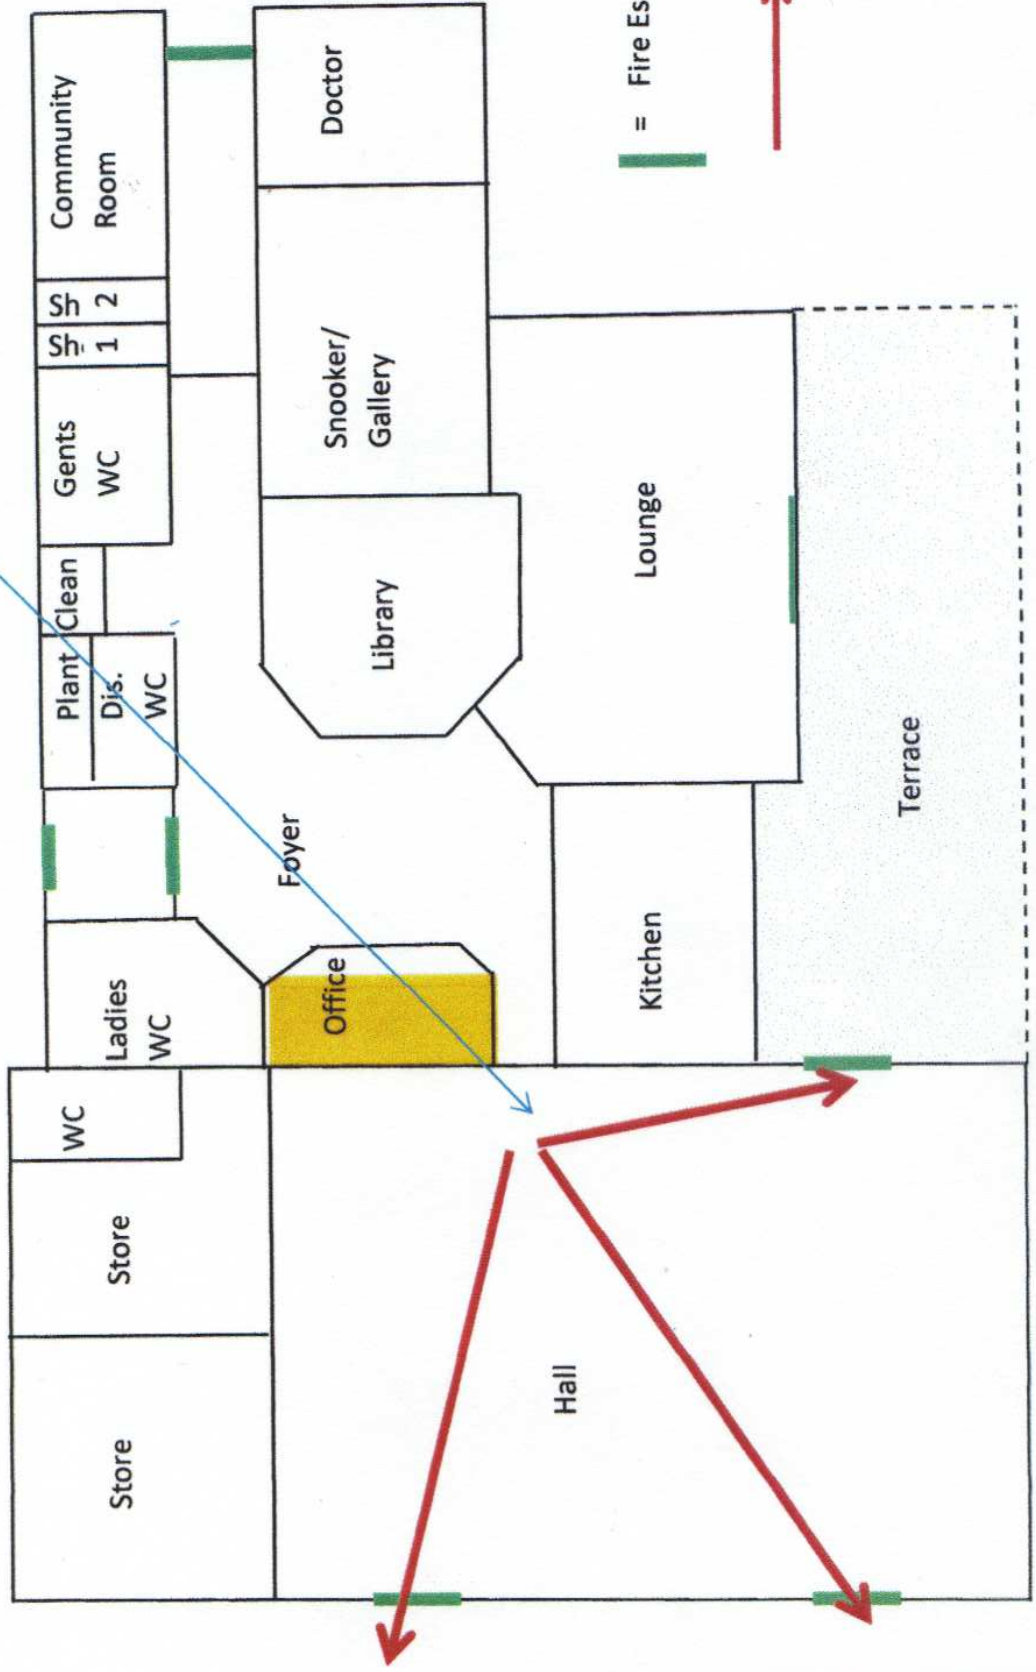 Store
Store
WC
Ladies
WC
Plant
Dis.
WC
Clean
Gents
WC
Sh
1
Sh
2
Community
Room
Office
Foyer
Library
Snooker/
Gallery
Doctor
Hall
Kitchen
Lounge
Terrace
= Fire Es